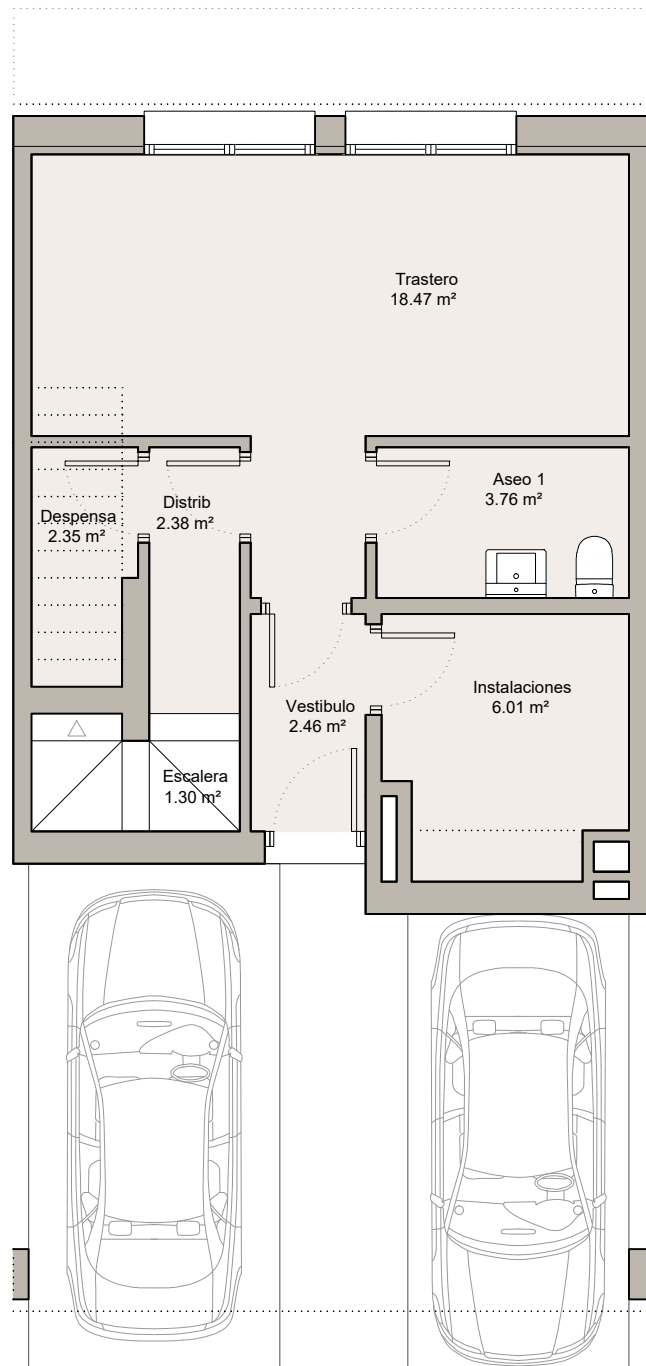 Trastero
18.47 m²
Aseo 1
3.76 m²
Distrib
2.38 m²
Despensa
2.35 m²
Instalaciones
6.01 m²
Vestibulo
2.46 m²
Escalera
1.30 m²